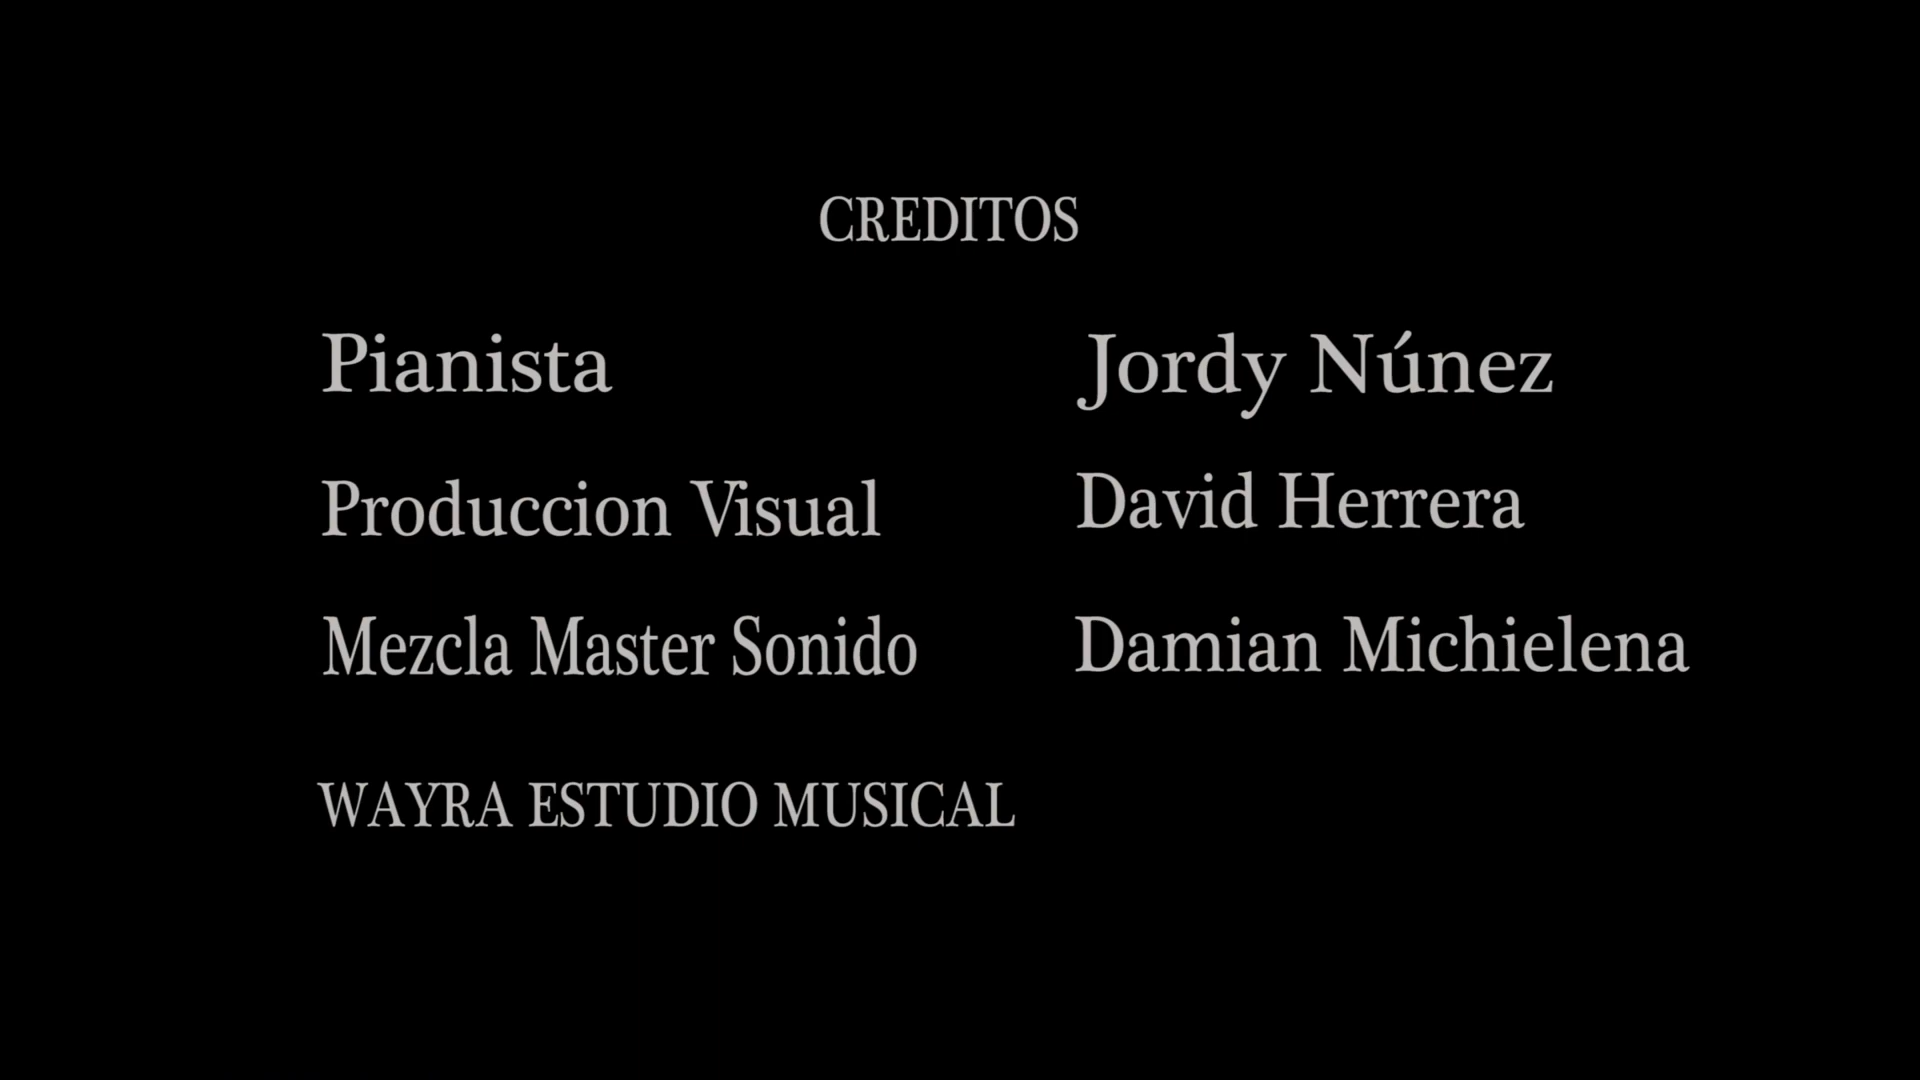 CREDITOS
Pianista Jordy Núnez
Produccion Visual David Herrera
Mezcla Master Sonido Damian Michielena
WAYRA ESTUDIO MUSICAL